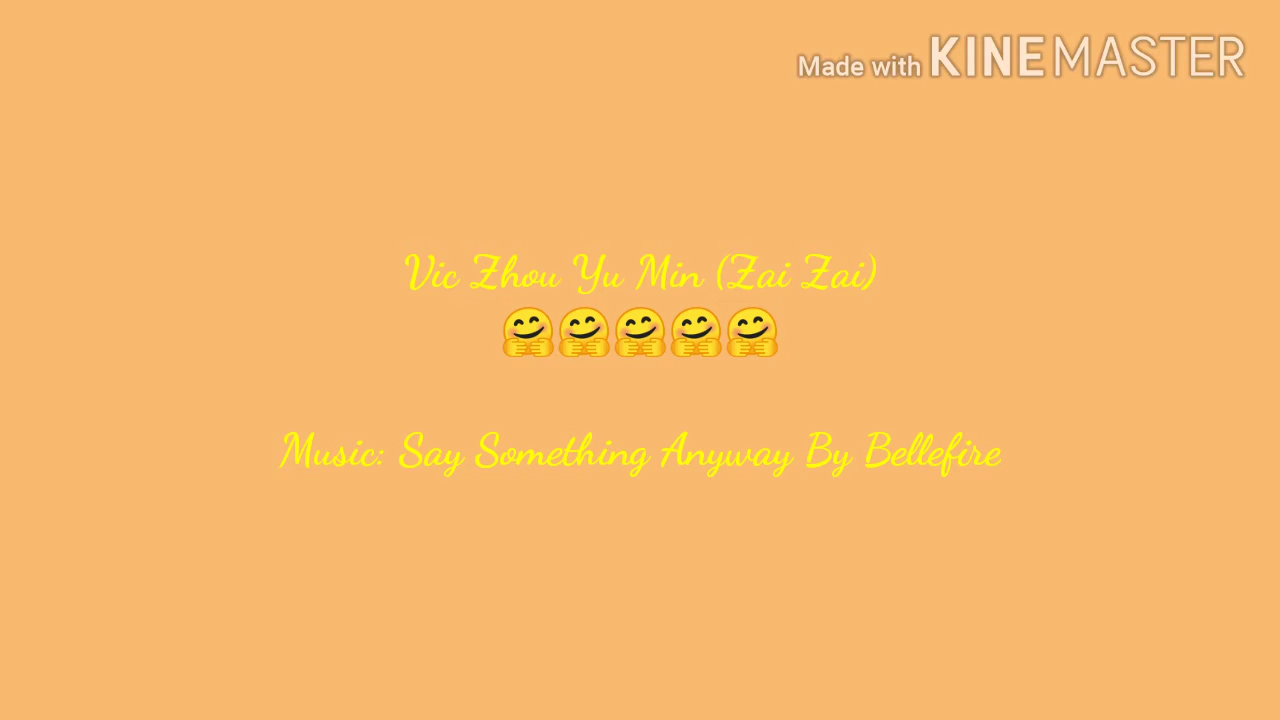 Made with KINEMASTER
Vic Zhou Yu Min (Zai Zai)
🤗🤗🤗🤗🤗
Music: Say Something Anyway By Bellefire